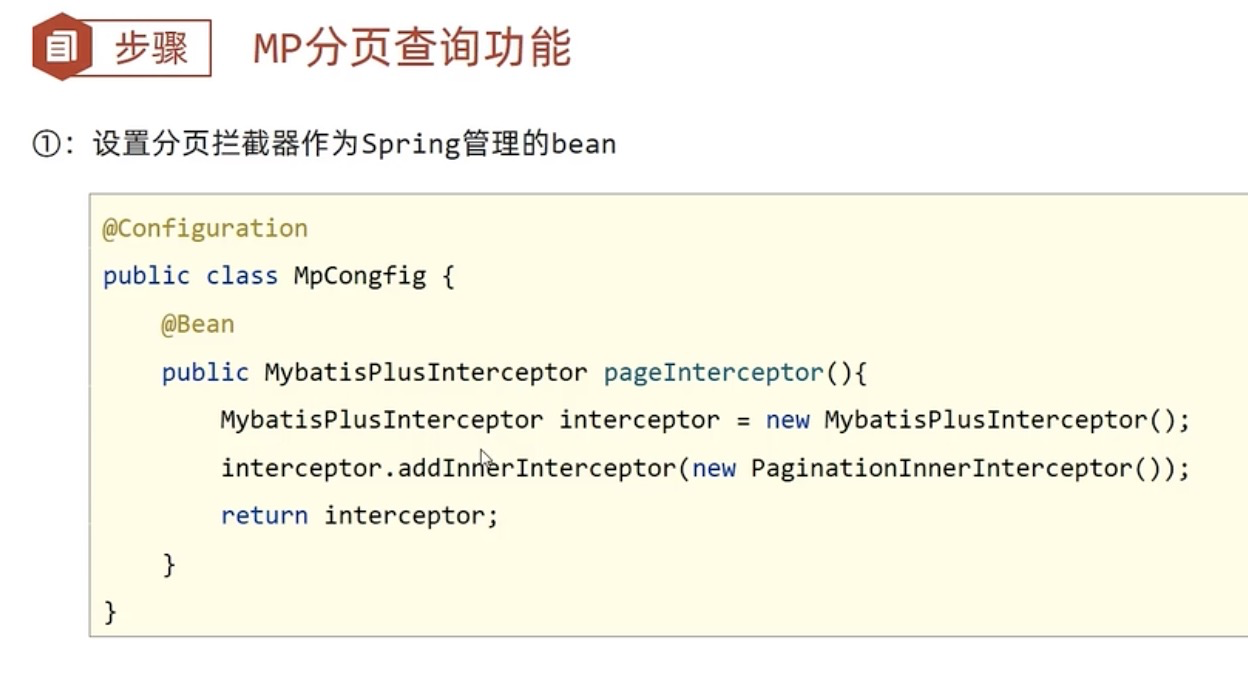 步骤 MP分页查询功能
①：设置分页拦截器作为Spring管理的bean
@Configuration
public class MpCongfig {
    @Bean
    public MybatisPlusInterceptor pageInterceptor(){
        MybatisPlusInterceptor interceptor = new MybatisPlusInterceptor();
        interceptor.addInnerInterceptor(new PaginationInnerInterceptor());
        return interceptor;
    }
}